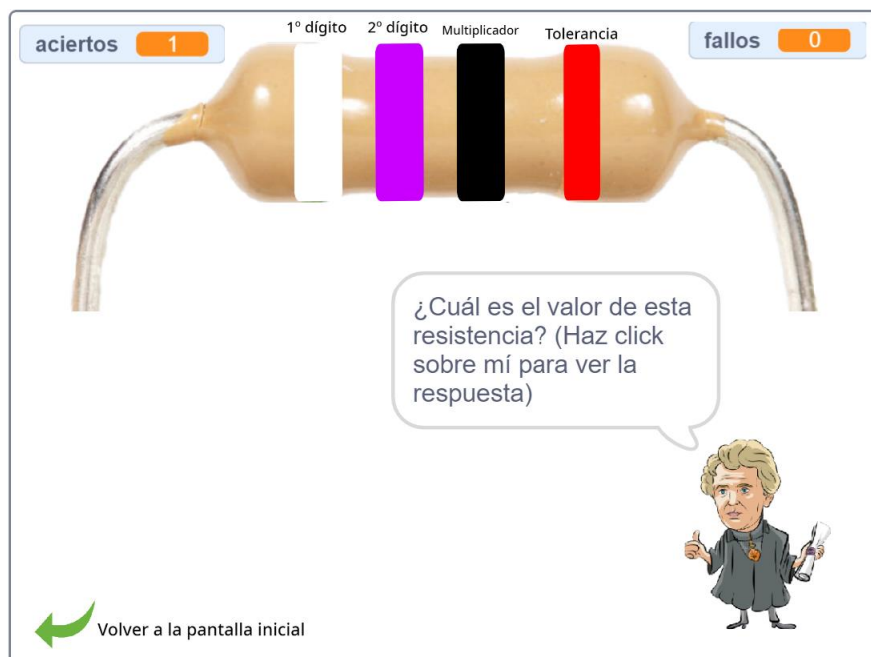 aciertos 1
1º dígito
2º dígito
Multiplicador
Tolerancia
fallos 0
¿Cuál es el valor de esta
resistencia? (Haz click
sobre mí para ver la
respuesta)
Volver a la pantalla inicial